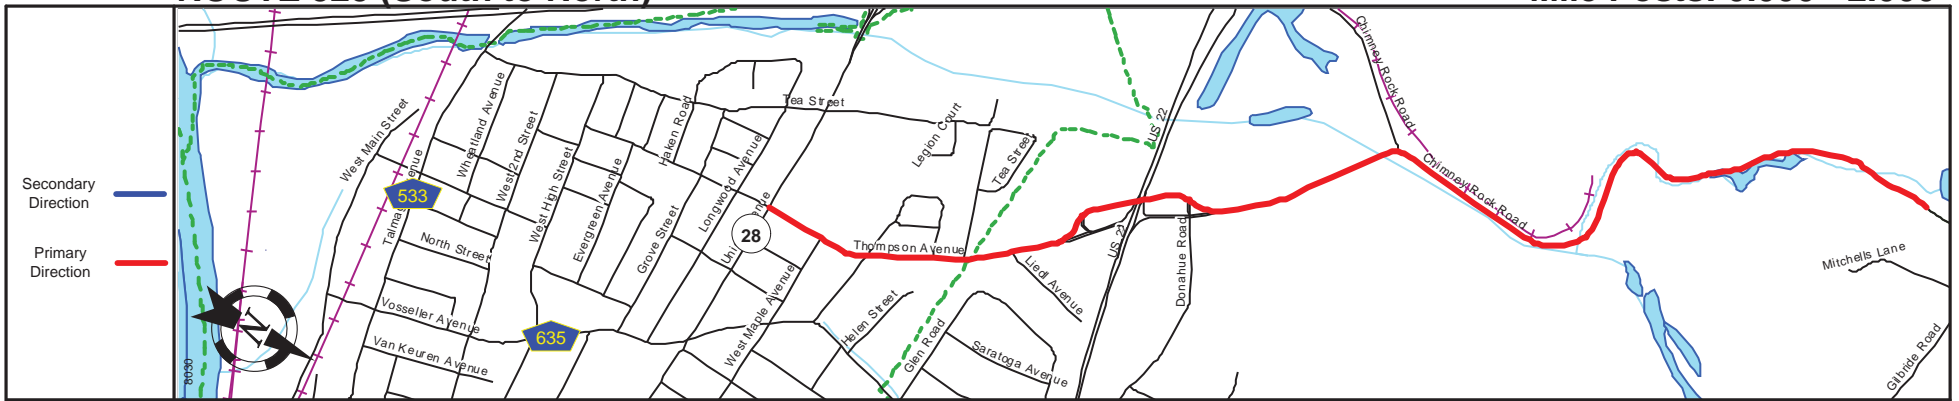 Secondary
Direction
Primary
Direction
Chimney Rock Road
Tea Street
US 22
West Main Street
Wheatland Avenue
West 2nd Street
Haken Road
Legion Court
Tea Street
533
West High Street
Evergreen Avenue
Longwood Avenue
Chimney Rock Road
North Street
Grove Street
28
Thompson Avenue
US 22
Donahue Road
Liedl Avenue
Mitchells Lane
Vosseller Avenue
635
West Maple Avenue
Helen Street
Van Keuren Avenue
Glen Road
Saratoga Avenue
Gilbride Road
8030
N